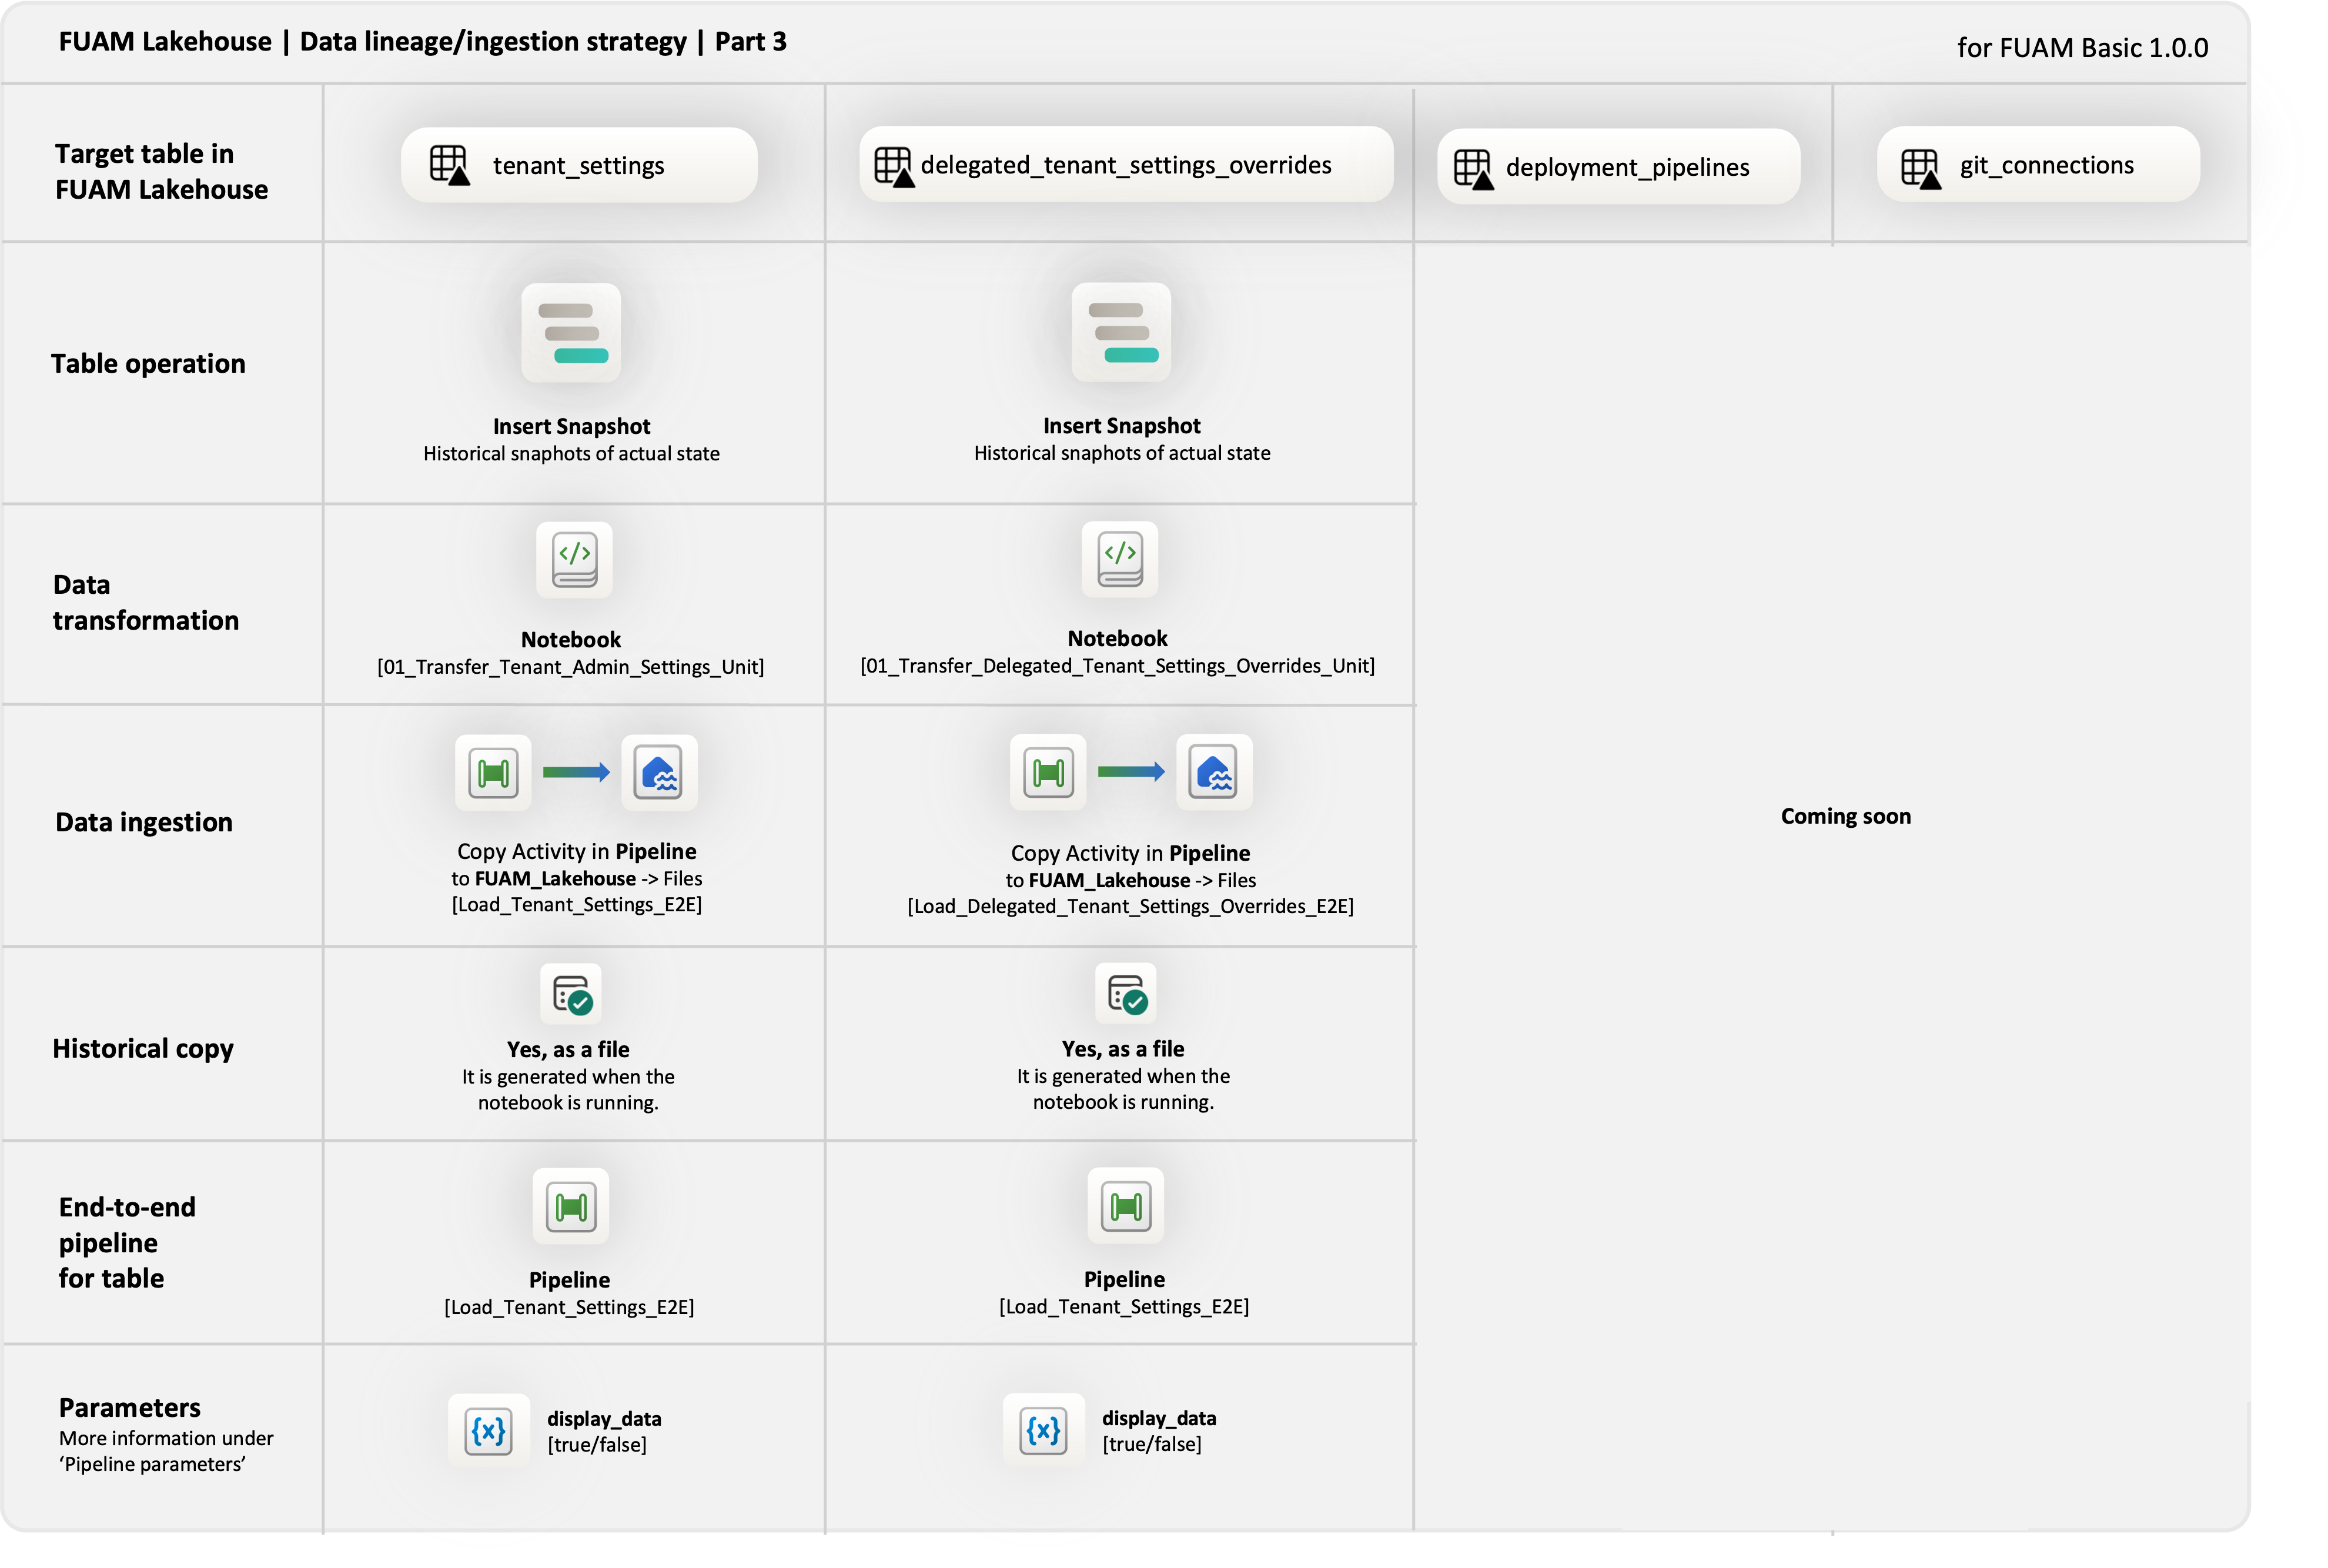 FUAM Lakehouse | Data lineage/ingestion strategy | Part 3
for FUAM Basic 1.0.0
Target table in
FUAM Lakehouse
tenant_settings
delegated_tenant_settings_overrides
deployment_pipelines
git_connections
Table operation
Insert Snapshot
Historical snaphots of actual state
Insert Snapshot
Historical snaphots of actual state
Data
transformation
Notebook
[01_Transfer_Tenant_Admin_Settings_Unit]
Notebook
[01_Transfer_Delegated_Tenant_Settings_Overrides_Unit]
Data ingestion
Copy Activity in Pipeline
to FUAM_Lakehouse -> Files
[Load_Tenant_Settings_E2E]
Copy Activity in Pipeline
to FUAM_Lakehouse -> Files
[Load_Delegated_Tenant_Settings_Overrides_E2E]
Coming soon
Historical copy
Yes, as a file
It is generated when the
notebook is running.
Yes, as a file
It is generated when the
notebook is running.
End-to-end
pipeline
for table
Pipeline
[Load_Tenant_Settings_E2E]
Pipeline
[Load_Tenant_Settings_E2E]
Parameters
More information under
‘Pipeline parameters’
{x}
display_data
[true/false]
{x}
display_data
[true/false]